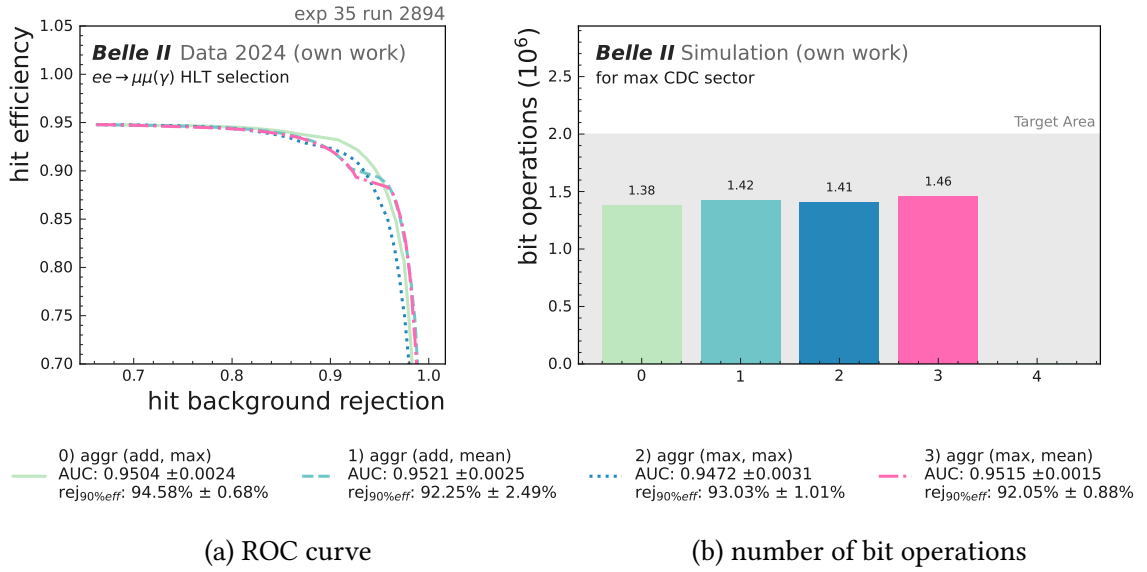 exp 35 run 2894
Belle II Data 2024 (own work)
ee→μμ(γ) HLT selection
hit efficiency
1.05
1.00
0.95
0.90
0.85
0.80
0.75
0.70
0.7 0.8 0.9 1.0
hit background rejection
Belle II Simulation (own work)
for max CDC sector
Target Area
bit operations (10⁶)
2.5
2.0
1.5
1.0
0.5
0.0
1.38 1.42 1.41 1.46
0 1 2 3 4
0) aggr (add, max)
AUC: 0.9504 ±0.0024
rej90%eff: 94.58% ± 0.68%
1) aggr (add, mean)
AUC: 0.9521 ±0.0025
rej90%eff: 92.25% ± 2.49%
2) aggr (max, max)
AUC: 0.9472 ±0.0031
rej90%eff: 93.03% ± 1.01%
3) aggr (max, mean)
AUC: 0.9515 ±0.0015
rej90%eff: 92.05% ± 0.88%
(a) ROC curve
(b) number of bit operations